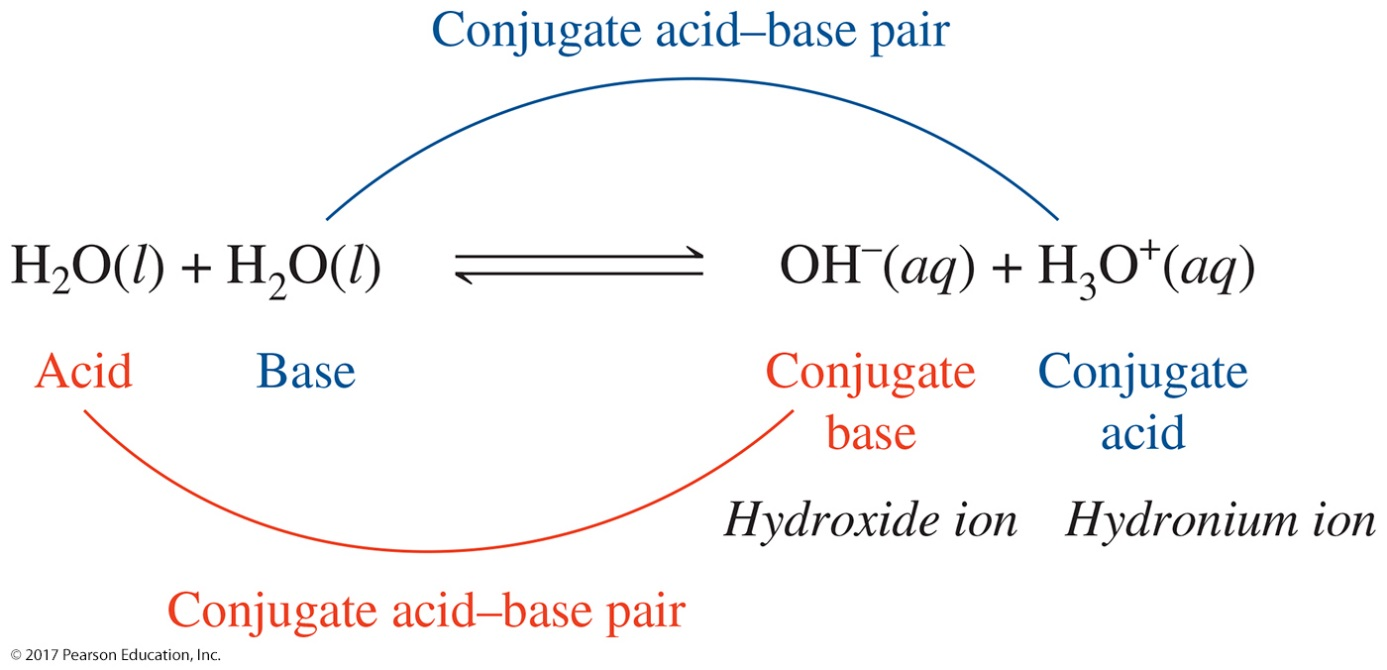 Conjugate acid–base pair
H₂O(l) + H₂O(l) ⇌ OH⁻(aq) + H₃O⁺(aq)
Acid Base Conjugate base Conjugate acid
Hydroxide ion Hydronium ion
Conjugate acid–base pair
© 2017 Pearson Education, Inc.